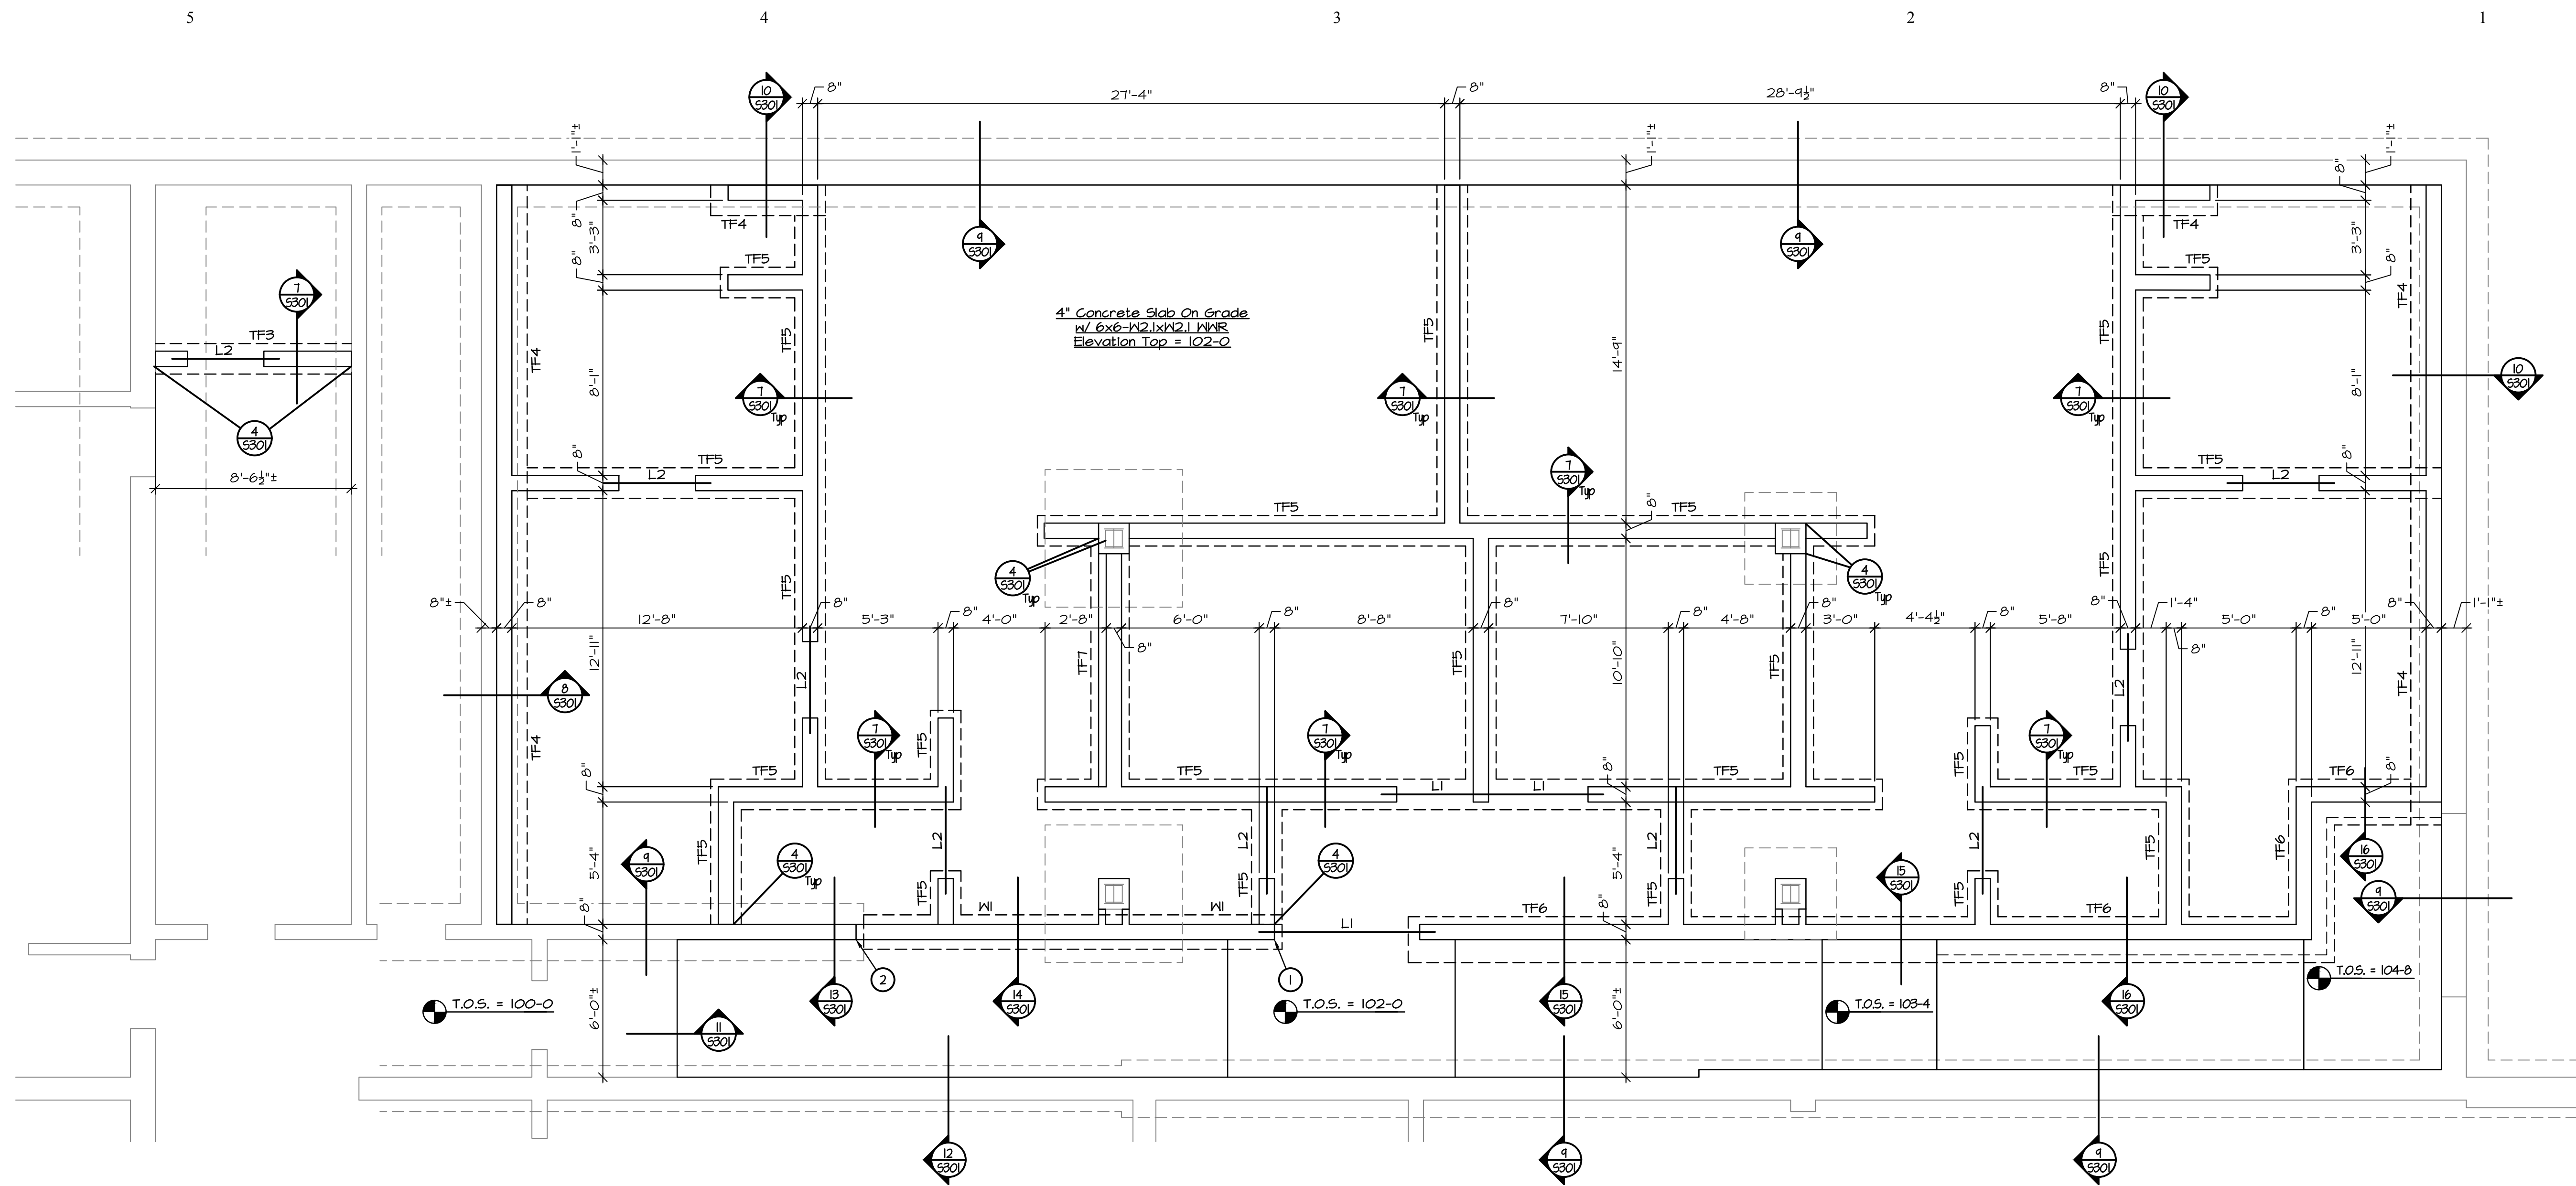 5
4
3
2
1
10
S301
8"
27'-4"
8"
28'-9½"
8"
10
S301
1'-1"±
1'-1"±
1'-1"±
8"
8"
3'-3"
8"
TF4
TF5
9
S301
9
S301
TF4
TF5
3'-3"
8"
7
S301
TF3
L2
4
S301
8'-6½"±
4" Concrete Slab On Grade
w/ 6x6-W2.1xW2.1 WWR
Elevation Top = 102-0
TF4
8'-1"
TF5
7
S301
Typ
TF5
7
S301
Typ
14'-9"
TF5
7
S301
Typ
8'-1"
TF4
10
S301
8"
TF5
L2
7
S301
Typ
TF5
L2
8"
TF5
TF5
8"
4
S301
Typ
4
S301
Typ
TF5
TF5
8"±
8"
12'-8"
8"
5'-3"
8"
4'-0"
2'-8"
8"
6'-0"
8"
8'-8"
8"
7'-10"
8"
4'-8"
8"
3'-0"
4'-4½"
8"
5'-8"
8"
1'-4"
8"
5'-0"
8"
5'-0"
8"
1'-1"±
12'-11"
L2
TF7
TF5
10'-10"
TF5
L2
12'-11"
TF4
8
S301
TF4
7
S301
Typ
TF5
7
S301
Typ
TF5
7
S301
Typ
8"
TF5
TF5
L1
L1
8"
TF5
TF5
TF6
8"
9
S301
5'-4"
TF5
4
S301
Typ
L2
L2
TF5
4
S301
L2
5'-4"
TF5
15
S301
L2
TF5
TF6
16
S301
9
S301
8"
TF5
W1
W1
L1
TF6
8"
TF5
TF6
2
1
T.O.S. = 100-0
13
S301
14
S301
T.O.S. = 102-0
15
S301
T.O.S. = 103-4
16
S301
T.O.S. = 104-8
6'-0"±
11
S301
6'-0"±
12
S301
9
S301
9
S301